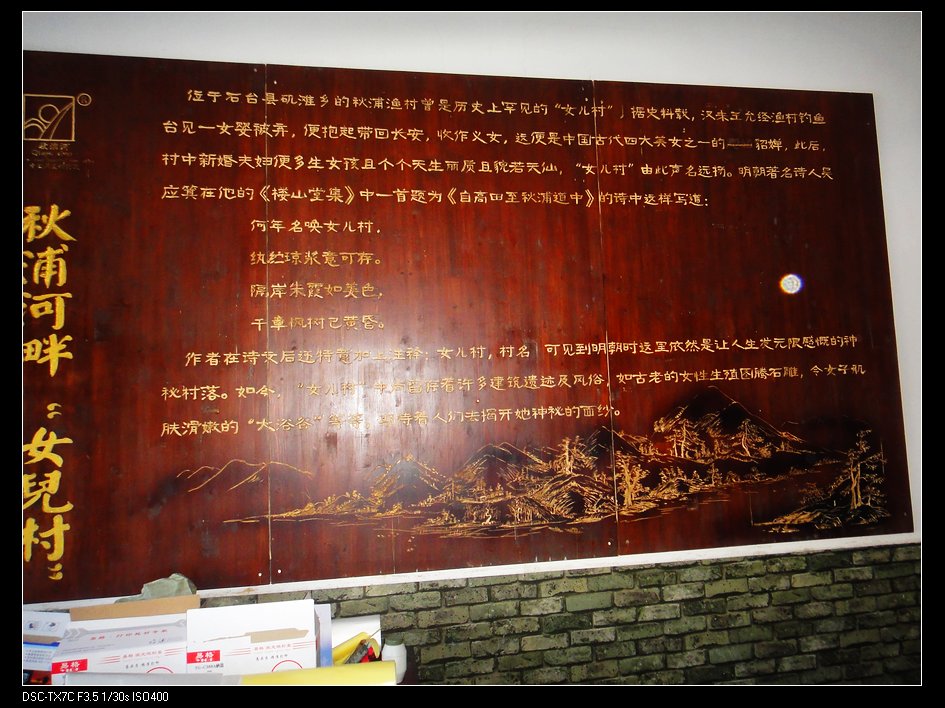 位于石台县矶滩乡的秋浦渔村曾是历史上罕见的“女儿村”，据史料载，汉末王允经渔村钓鱼
台见一女婴被弃，便抱起带回长安，收作义女，这便是中国古代四大美女之一的——貂婵，此后，
村中新婚夫妇便多生女孩且个个天生丽质且貌若天仙，“女儿村”由此声名远扬。明朝著名诗人吴
应箕在他的《楼山堂集》中一首题为《自高田至秋浦道中》的诗中这样写道：
何年名唤女儿村，
纨纻琼浆意可存。
隔岸朱霞如美色，
千章枫树已黄昏。
作者在诗文后还特意加上注释：女儿村，村名 可见到明朝时这里依然是让人生发无限感慨的神
秘村落。如今，“女儿村”存着许多建筑遗迹及风俗，如古老的女性生殖图腾石雕，令女子肌
肤滑嫩的“大浴谷”等等，等待着人们去揭开她神秘的面纱。
秋浦河畔“女兒村”
易格
易格
DSC-TX7C F3.5 1/30s ISO400